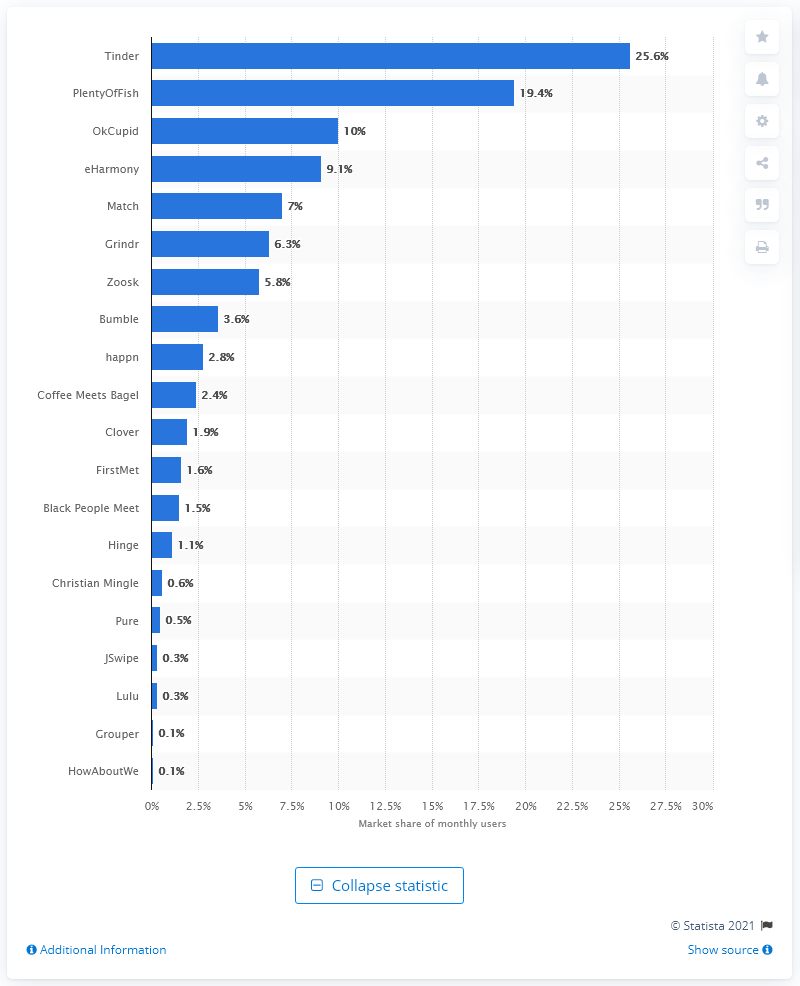 Tinder 25.6%
PlentyOfFish 19.4%
OkCupid 10%
eHarmony 9.1%
Match 7%
Grindr 6.3%
Zoosk 5.8%
Bumble 3.6%
happn 2.8%
Coffee Meets Bagel 2.4%
Clover 1.9%
FirstMet 1.6%
Black People Meet 1.5%
Hinge 1.1%
Christian Mingle 0.6%
Pure 0.5%
JSwipe 0.3%
Lulu 0.3%
Grouper 0.1%
HowAboutWe 0.1%
0% 2.5% 5% 7.5% 10% 12.5% 15% 17.5% 20% 22.5% 25% 27.5% 30%
Market share of monthly users
Collapse statistic
© Statista 2021
Additional Information Show source